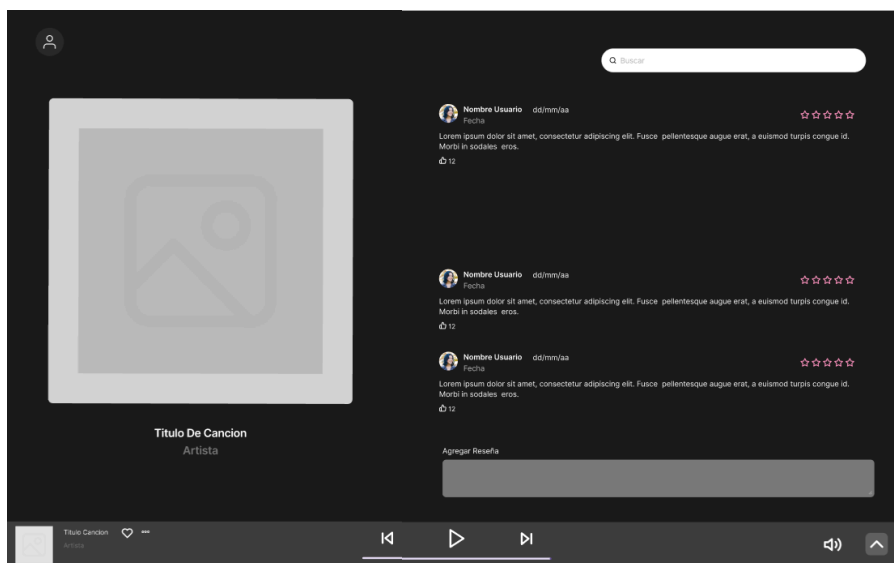 Buscar
Nombre Usuario dd/mm/aa
Fecha
Lorem ipsum dolor sit amet, consectetur adipiscing elit. Fusce pellentesque augue erat, a euismod turpis congue id.
Morbi in sodales eros.
12
Nombre Usuario dd/mm/aa
Fecha
Lorem ipsum dolor sit amet, consectetur adipiscing elit. Fusce pellentesque augue erat, a euismod turpis congue id.
Morbi in sodales eros.
12
Nombre Usuario dd/mm/aa
Fecha
Lorem ipsum dolor sit amet, consectetur adipiscing elit. Fusce pellentesque augue erat, a euismod turpis congue id.
Morbi in sodales eros.
12
Titulo De Cancion
Artista
Agregar Reseña
Titulo Cancion
Artista